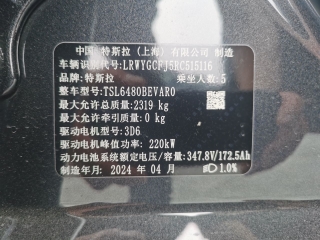 中国 特斯拉 (上海) 有限公司 制造
车辆识别代号: LRWYGCFJ5RC515116
品牌: 特斯拉 乘坐人数: 5
整车型号: TSL6480BEVAR0
最大允许总质量: 2319 kg
最大允许牵引质量: 0 kg
驱动电机型号: 3D6
驱动电机峰值功率: 220kW
动力电池系统额定电压/容量: 347.8V/172.5Ah
制造年月: 2024 年 04 月 1.0%